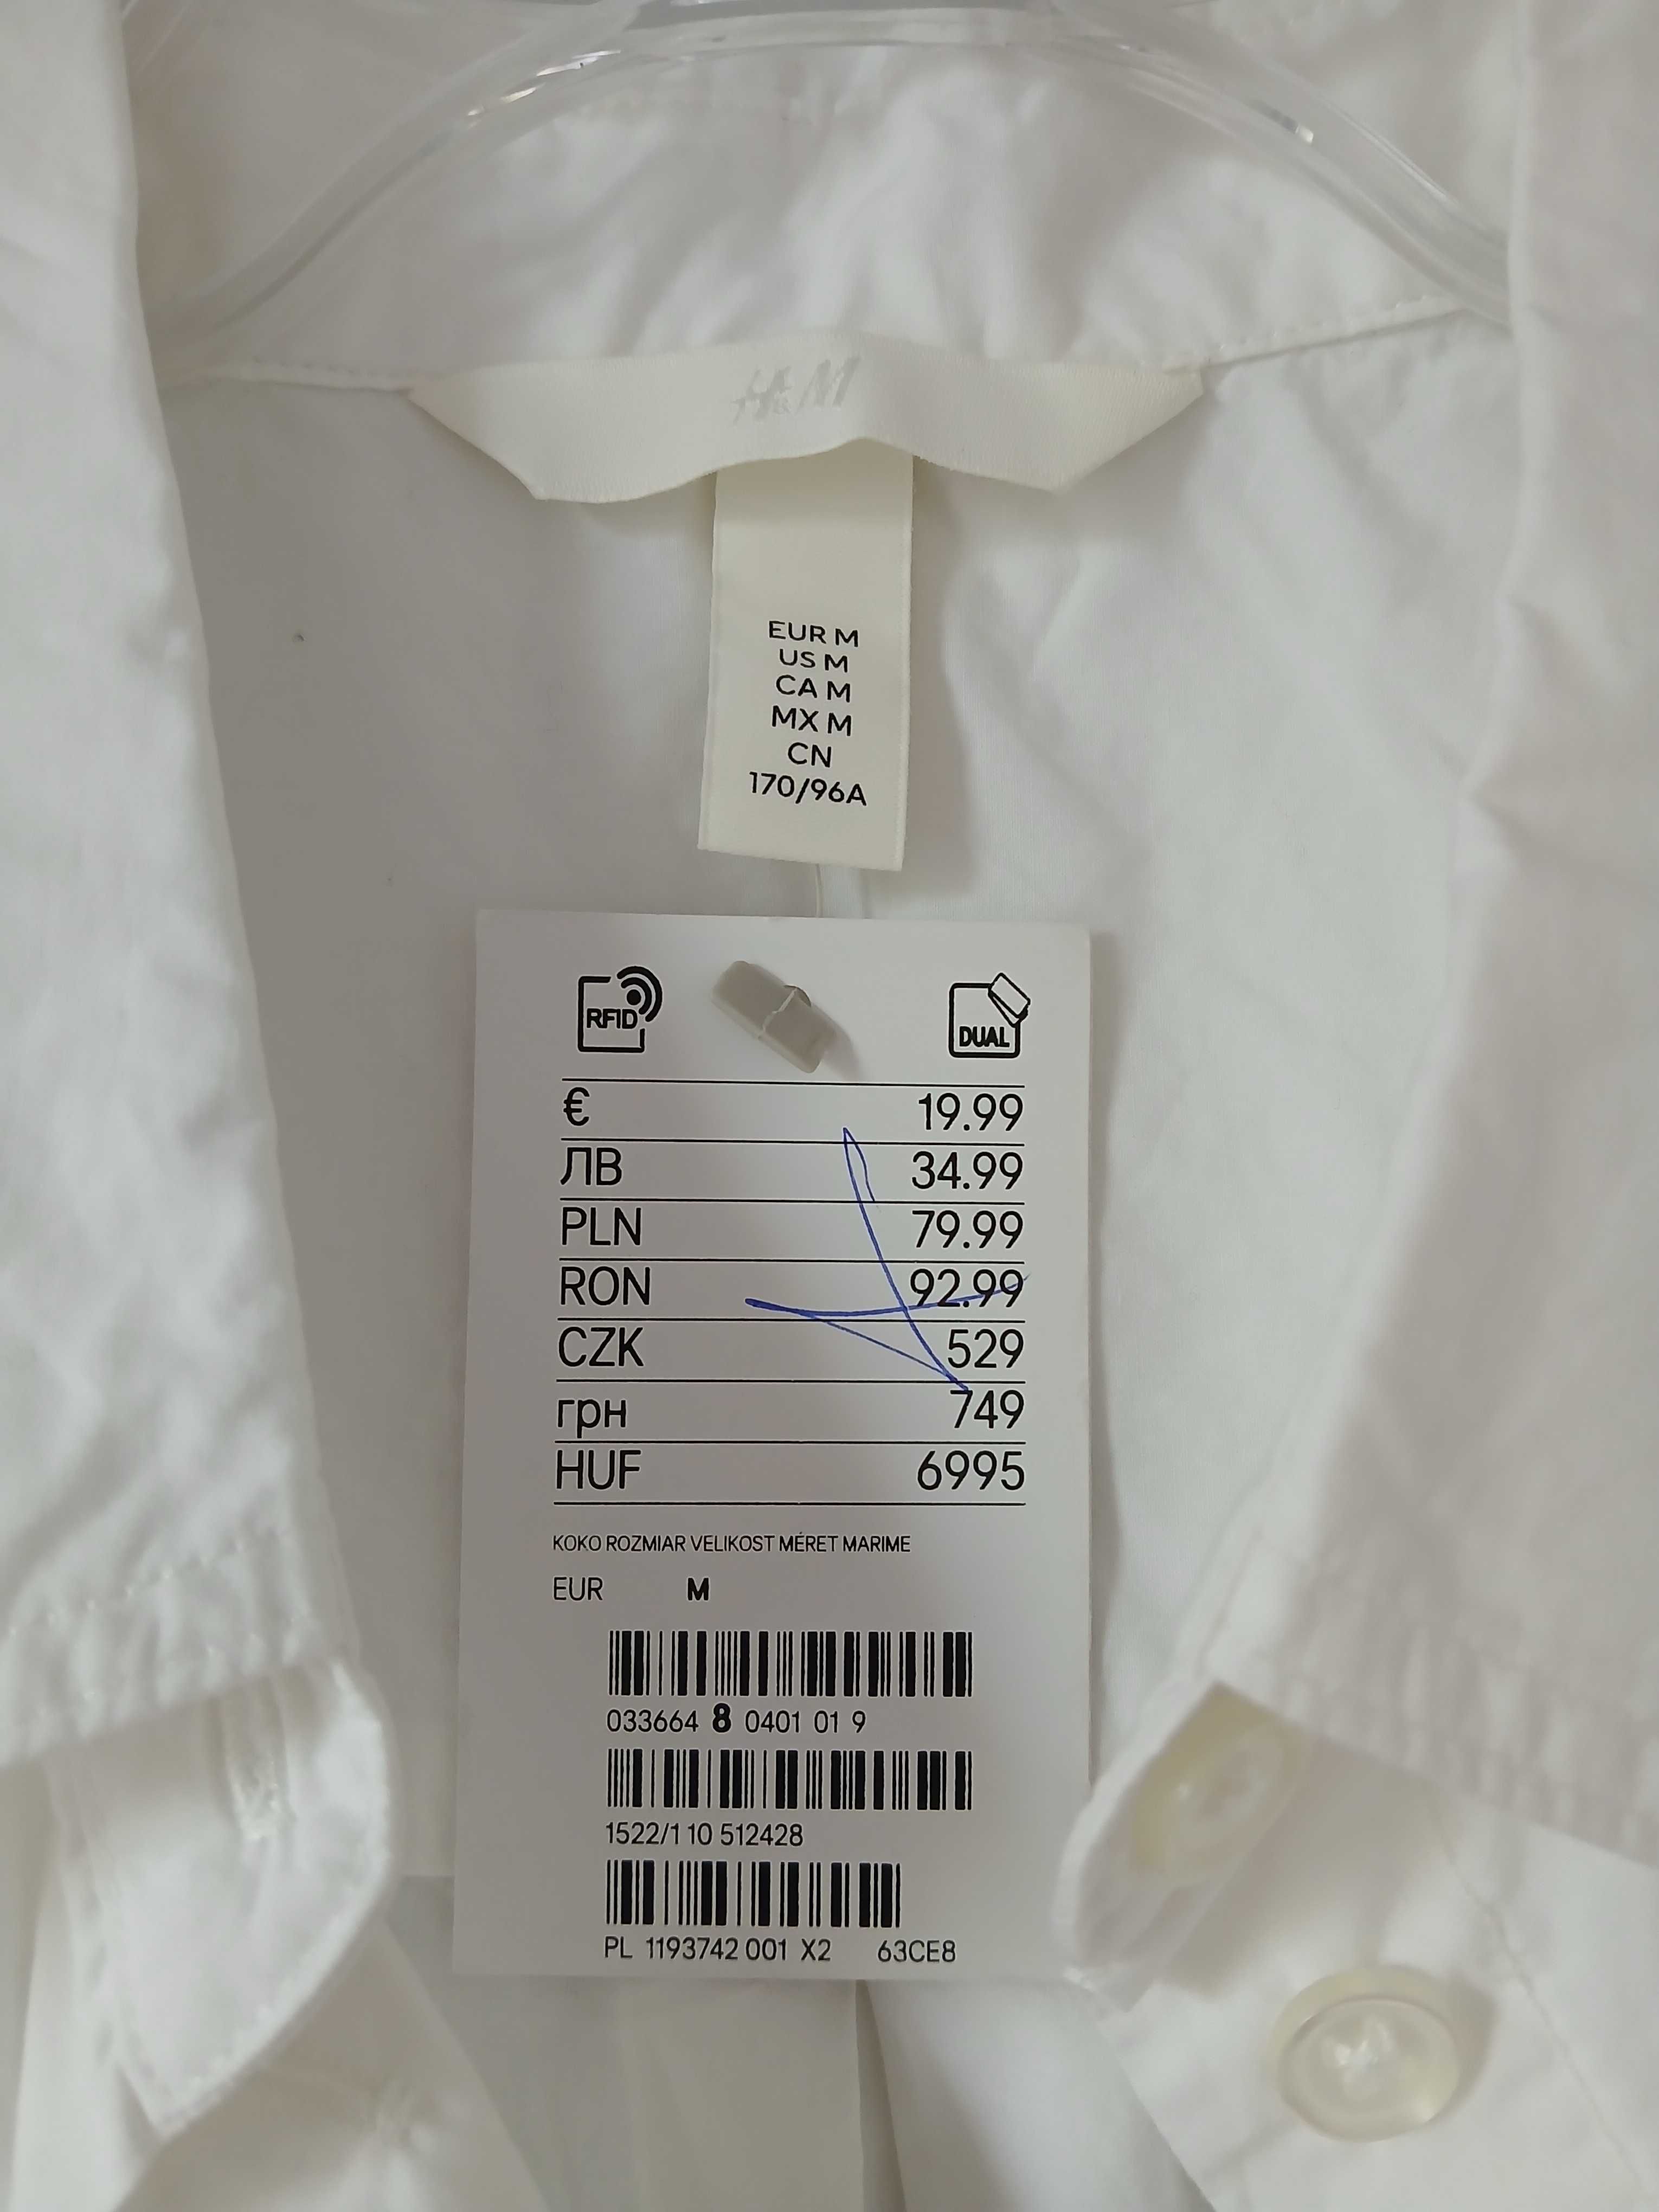 H&M
EUR M
US M
CA M
MX M
CN
170/96A
RFID
DUAL
€ 19.99
ЛВ 34.99
PLN 79.99
RON 92.99
CZK 529
грн 749
HUF 6995
KOKO ROZMIAR VELIKOST MÉRET MARIME
EUR M
033664 8 0401 01 9
1522/1 10 512428
PL 1193742 001 X2 63CE8